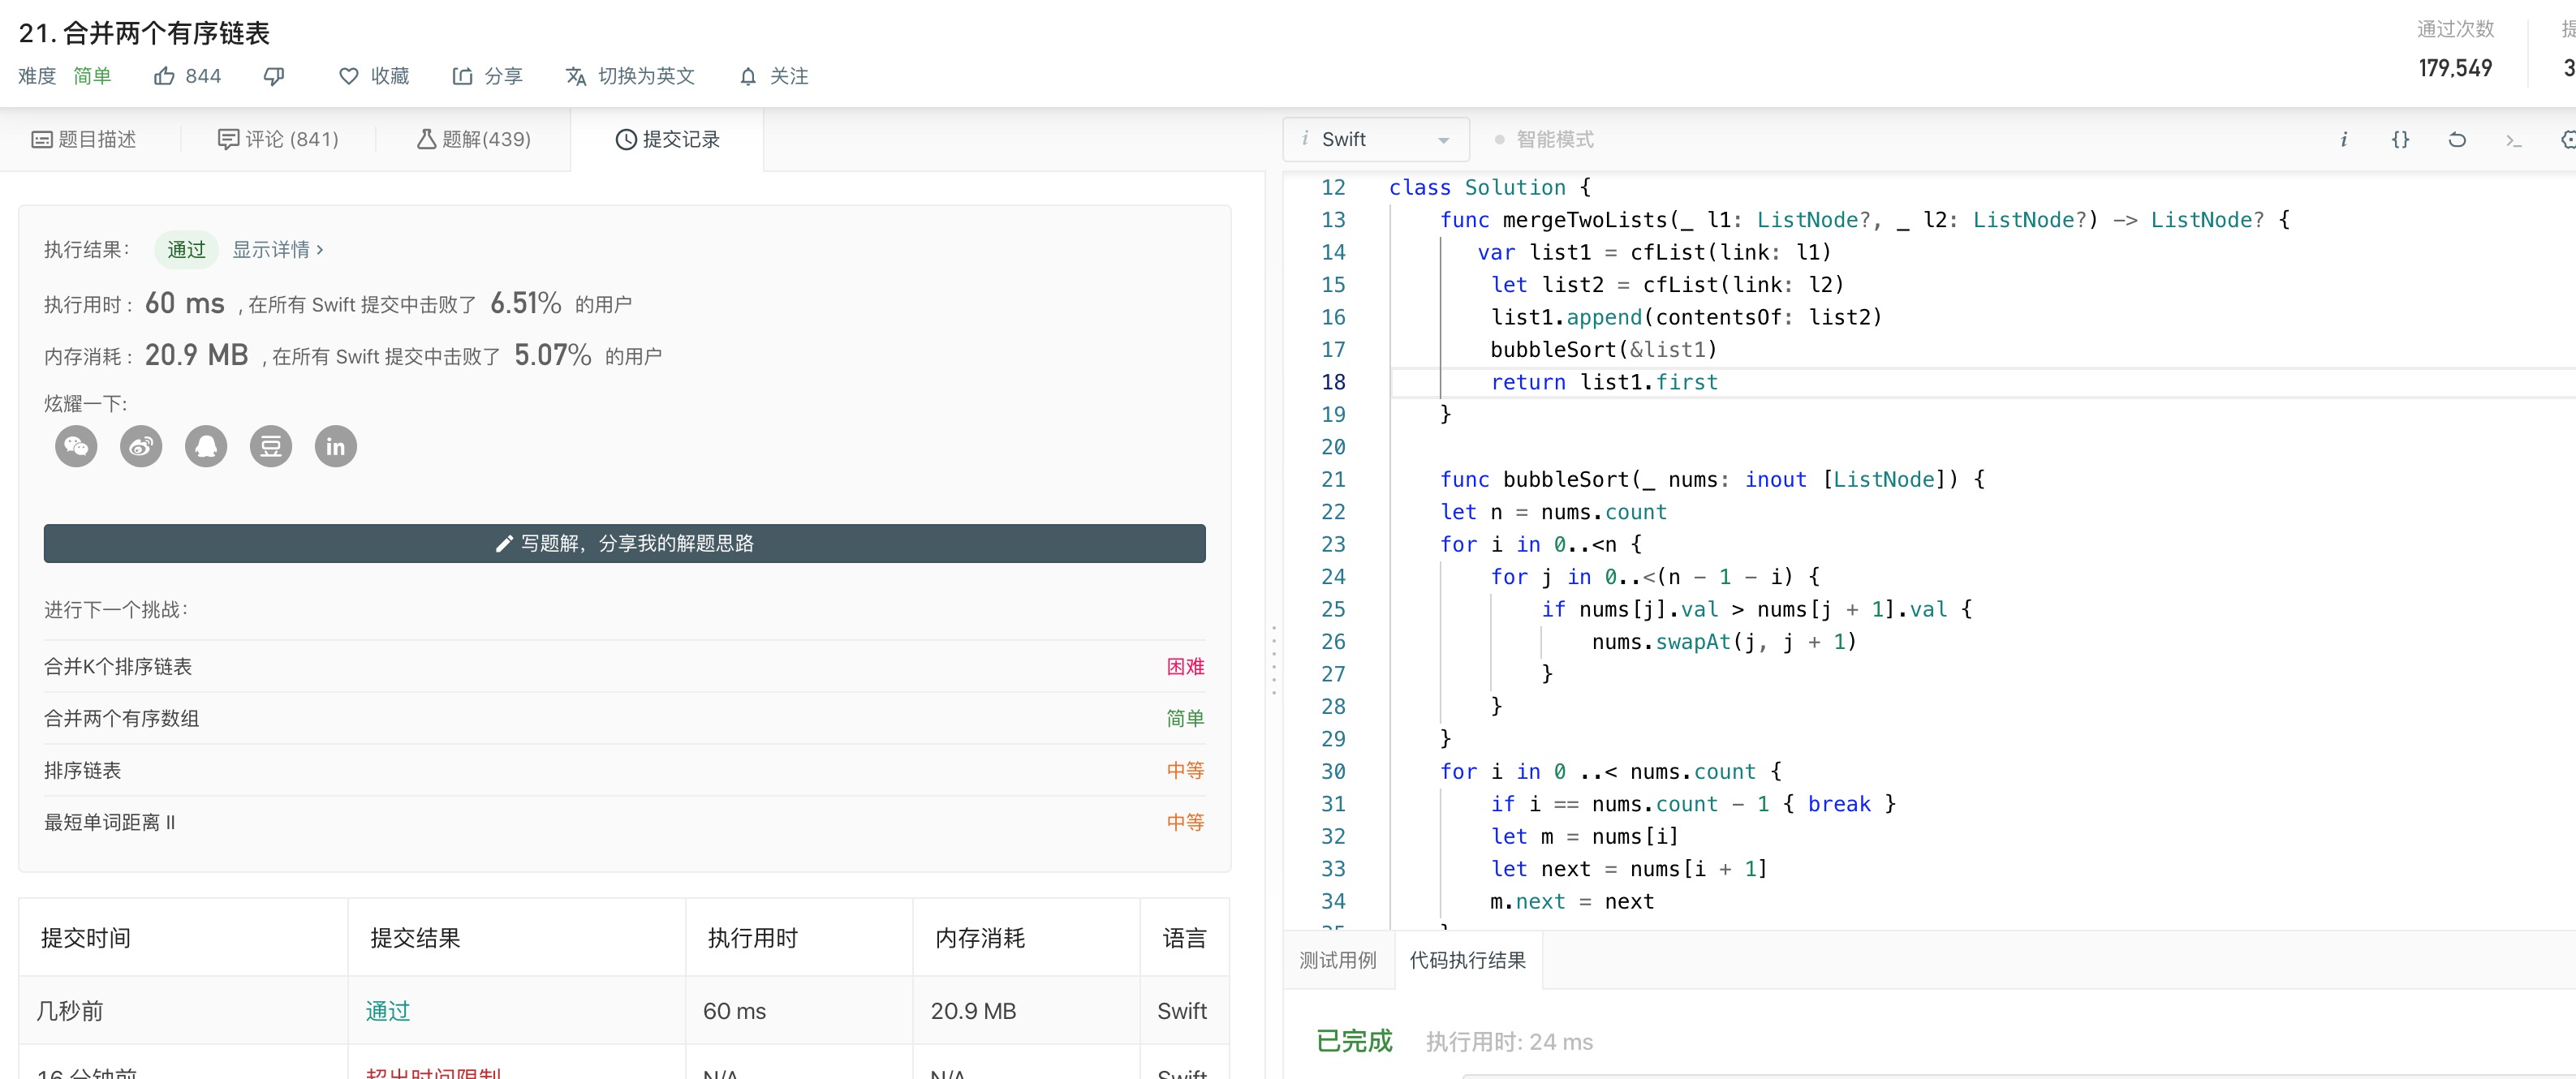 21. 合并两个有序链表
难度 简单 844 收藏 分享 切换为英文 关注
通过次数
179,549
题目描述 评论 (841) 题解(439) 提交记录
执行结果: 通过 显示详情 ›
执行用时 : 60 ms , 在所有 Swift 提交中击败了 6.51% 的用户
内存消耗 : 20.9 MB , 在所有 Swift 提交中击败了 5.07% 的用户
炫耀一下:
写题解，分享我的解题思路
进行下一个挑战:
合并K个排序链表 困难
合并两个有序数组 简单
排序链表 中等
最短单词距离 II 中等
提交时间 提交结果 执行用时 内存消耗 语言
几秒前 通过 60 ms 20.9 MB Swift
16 分钟前 超出时间限制 N/A N/A Swift
i Swift 智能模式
12 class Solution {
13 func mergeTwoLists(_ l1: ListNode?, _ l2: ListNode?) -> ListNode? {
14 var list1 = cfList(link: l1)
15 let list2 = cfList(link: l2)
16 list1.append(contentsOf: list2)
17 bubbleSort(&list1)
18 return list1.first
19 }
20
21 func bubbleSort(_ nums: inout [ListNode]) {
22 let n = nums.count
23 for i in 0..<n {
24 for j in 0..<(n - 1 - i) {
25 if nums[j].val > nums[j + 1].val {
26 nums.swapAt(j, j + 1)
27 }
28 }
29 }
30 for i in 0 ..< nums.count {
31 if i == nums.count - 1 { break }
32 let m = nums[i]
33 let next = nums[i + 1]
34 m.next = next
测试用例 代码执行结果
已完成 执行用时: 24 ms